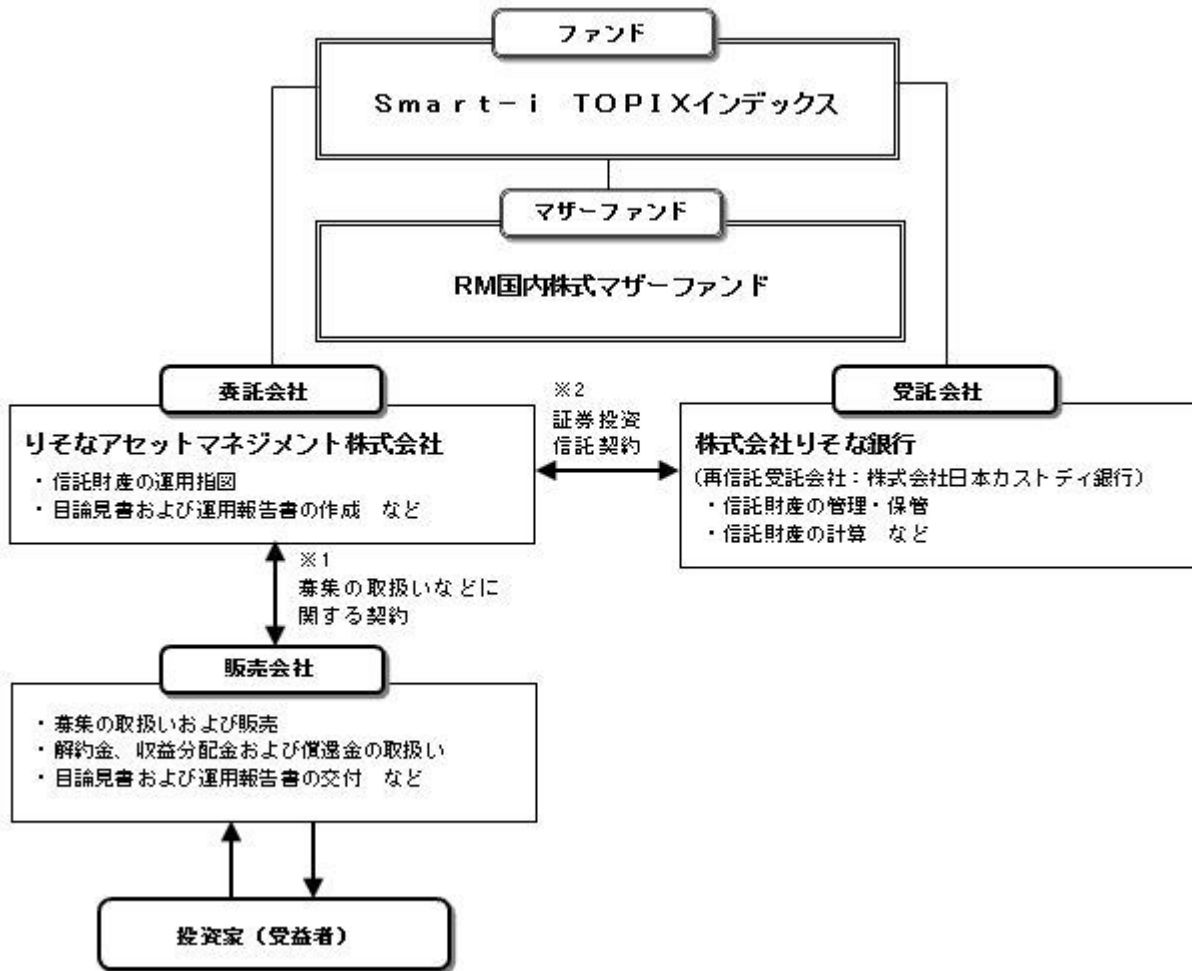 ファンド
Smart-i TOPIXインデックス
マザーファンド
RM国内株式マザーファンド
委託会社
りそなアセットマネジメント株式会社
・信託財産の運用指図
・目論見書および運用報告書の作成 など
※2
証券投資
信託契約
受託会社
株式会社りそな銀行
(再信託受託会社：株式会社日本カストディ銀行)
・信託財産の管理・保管
・信託財産の計算 など
※1
募集の取扱いなどに
関する契約
販売会社
・募集の取扱いおよび販売
・解約金、収益分配金および償還金の取扱い
・目論見書および運用報告書の交付 など
投資家（受益者）